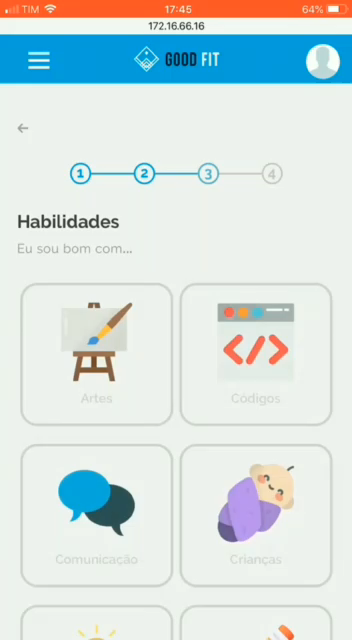 TIM 17:45 64%
172.16.66.16
GOOD FIT
1 2 3 4
Habilidades
Eu sou bom com...
Artes Códigos
Comunicação Crianças